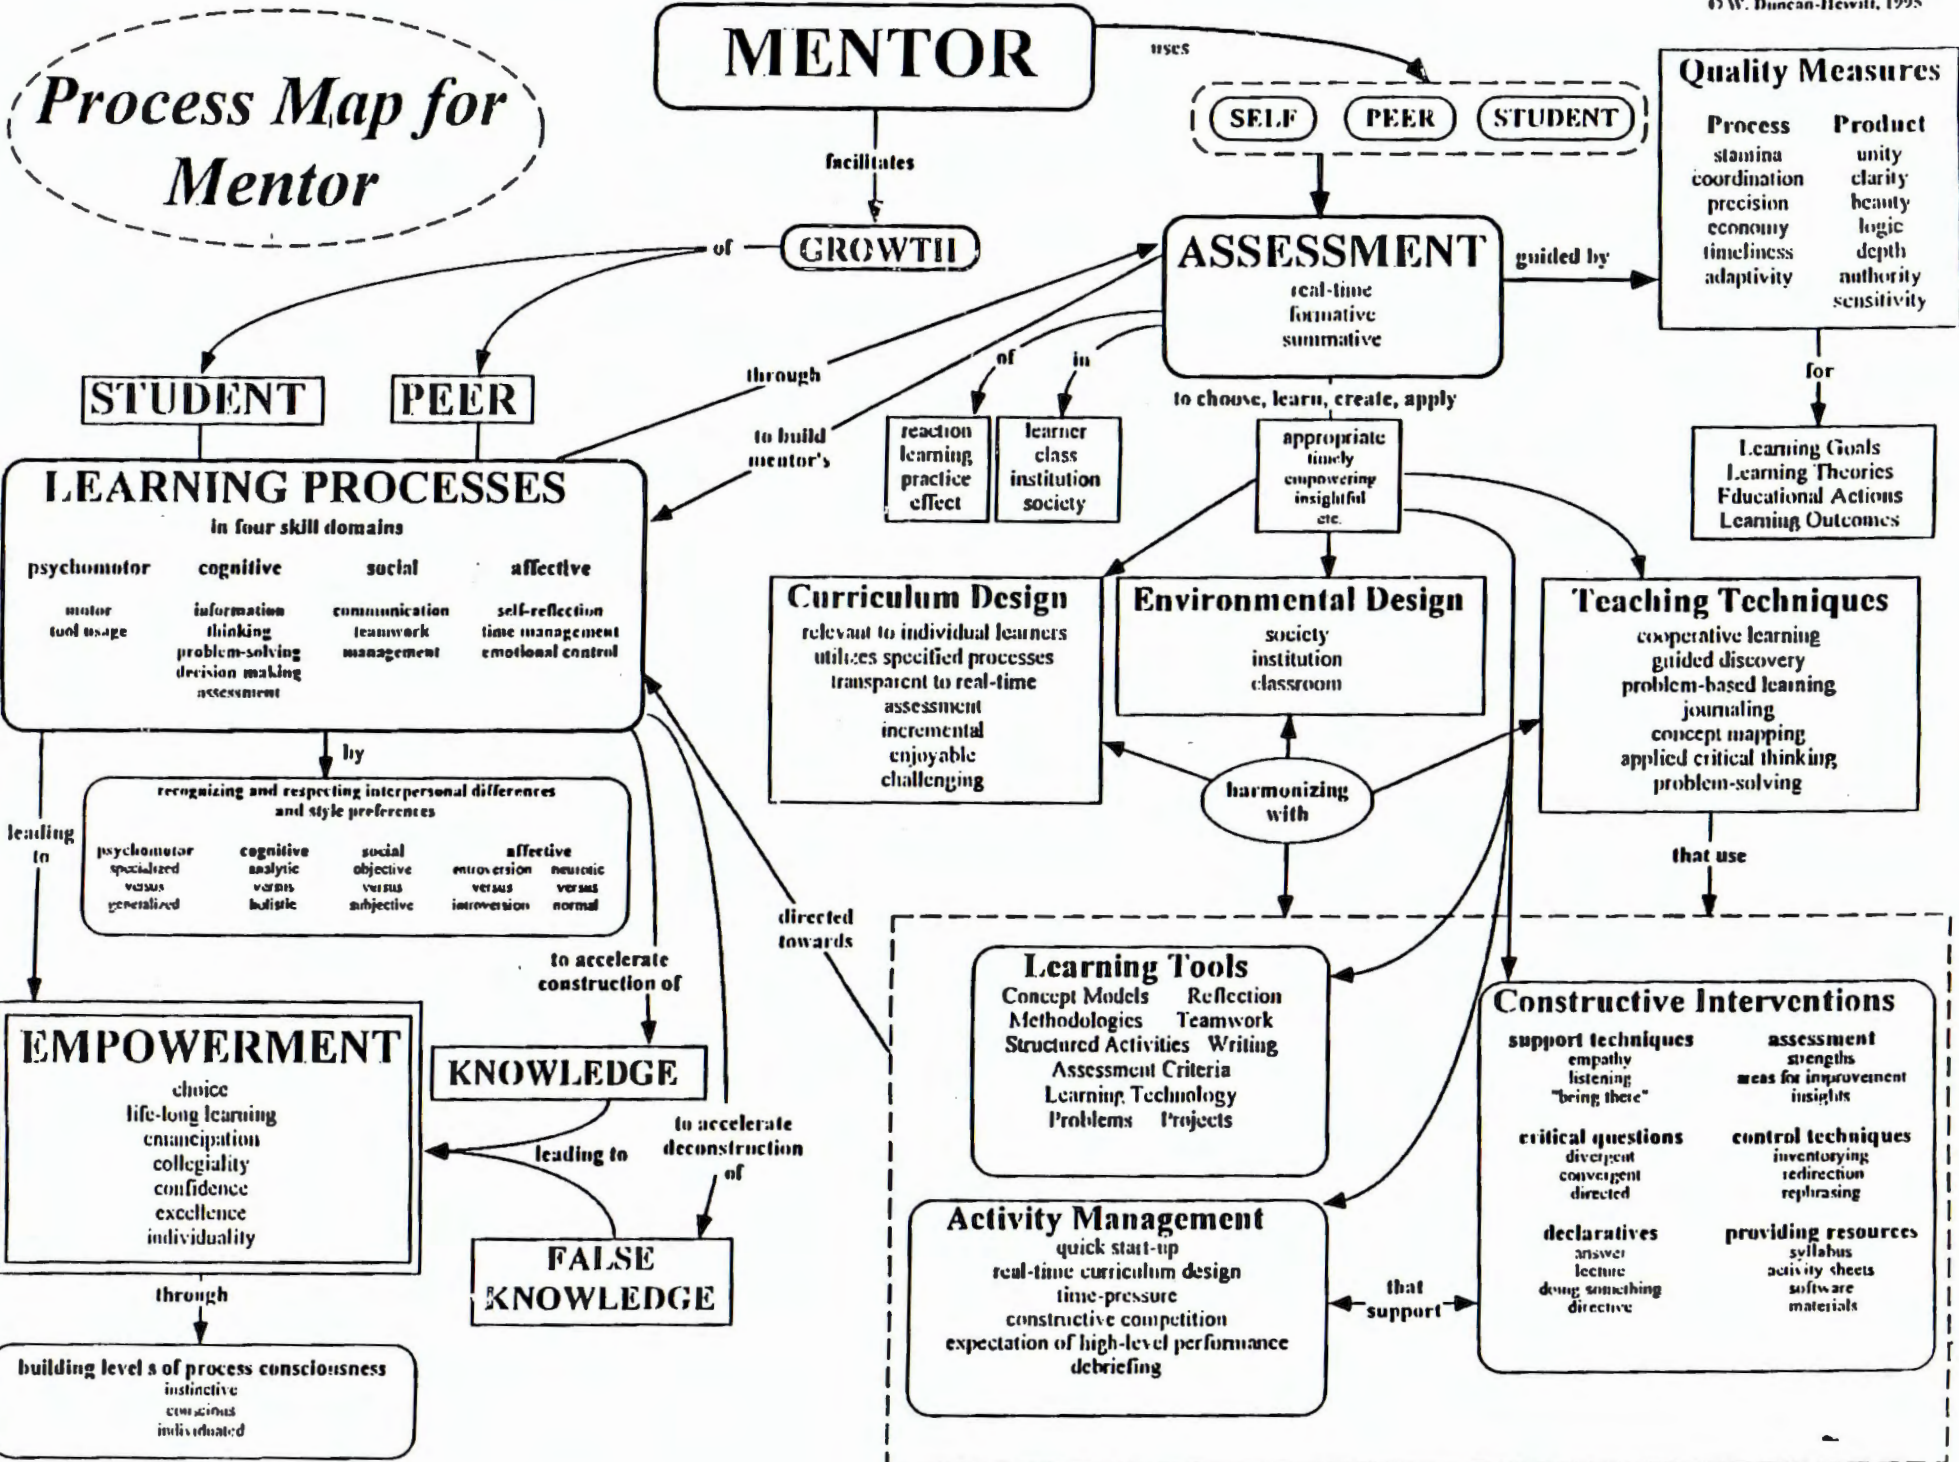 © W. Duncan-Hewitt, 1995
Process Map for
Mentor
MENTOR
uses
SELF
PEER
STUDENT
facilitates
GROWTH
of
STUDENT
PEER
ASSESSMENT
real-time
formative
summative
guided by
Quality Measures
Process Product
stamina unity
coordination clarity
precision beauty
economy logic
timeliness depth
adaptivity authority
sensitivity
for
Learning Goals
Learning Theories
Educational Actions
Learning Outcomes
through
to build
mentor's
of
in
reaction
learning
practice
effect
learner
class
institution
society
to choose, learn, create, apply
appropriate
timely
empowering
insightful
etc.
LEARNING PROCESSES
in four skill domains
psychomotor cognitive social affective
motor information communication self-reflection
tool usage thinking teamwork time management
problem-solving management emotional control
decision making
assessment
by
recognizing and respecting interpersonal differences
and style preferences
psychomotor cognitive social affective
specialized analytic objective extroversion neurotic
versus versus versus versus versus
generalized holistic subjective introversion normal
leading
to
Curriculum Design
relevant to individual learners
utilizes specified processes
transparent to real-time
assessment
incremental
enjoyable
challenging
Environmental Design
society
institution
classroom
Teaching Techniques
cooperative learning
guided discovery
problem-based learning
journaling
concept mapping
applied critical thinking
problem-solving
harmonizing
with
that use
directed
towards
to accelerate
construction of
EMPOWERMENT
choice
life-long learning
emancipation
collegiality
confidence
excellence
individuality
KNOWLEDGE
leading to
to accelerate
deconstruction
of
FALSE
KNOWLEDGE
through
building level s of process consciousness
instinctive
conscious
individuated
Learning Tools
Concept Models Reflection
Methodologies Teamwork
Structured Activities Writing
Assessment Criteria
Learning Technology
Problems Projects
Activity Management
quick start-up
real-time curriculum design
time-pressure
constructive competition
expectation of high-level performance
debriefing
that
support
Constructive Interventions
support techniques assessment
empathy strengths
listening areas for improvement
"being there" insights
critical questions control techniques
divergent inventorying
convergent redirection
directed rephrasing
declaratives providing resources
answer syllabus
lecture activity sheets
doing something software
directive materials